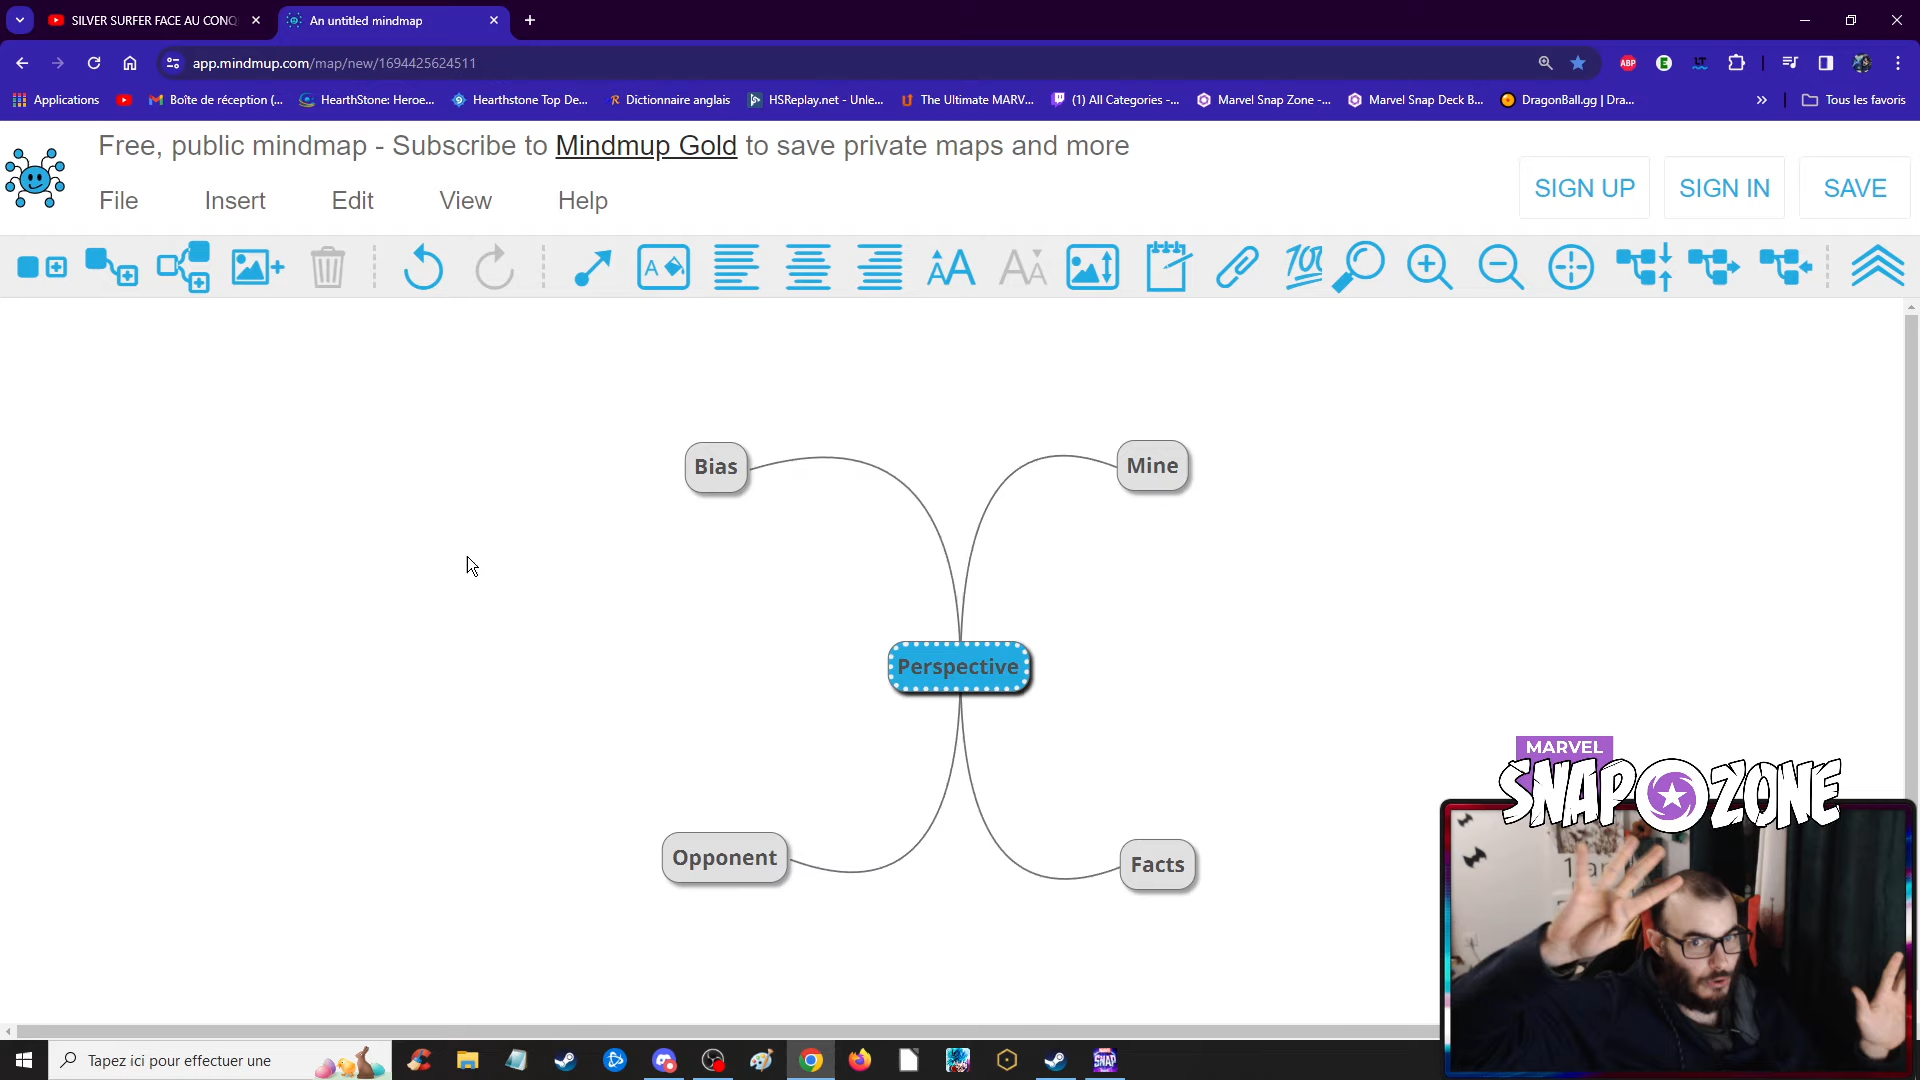 SILVER SURFER FACE AU CONQ
An untitled mindmap
app.mindmup.com/map/new/1694425624511
ABP
Applications
Boîte de réception (...
HearthStone: Heroe...
Hearthstone Top De...
Dictionnaire anglais
HSReplay.net - Unle...
The Ultimate MARV...
(1) All Categories -...
Marvel Snap Zone -...
Marvel Snap Deck B...
DragonBall.gg | Dra...
»
Tous les favoris
Free, public mindmap - Subscribe to Mindmup Gold to save private maps and more
File
Insert
Edit
View
Help
SIGN UP
SIGN IN
SAVE
Bias
Mine
Perspective
Opponent
Facts
MARVEL
SNAP ZONE
Tapez ici pour effectuer une